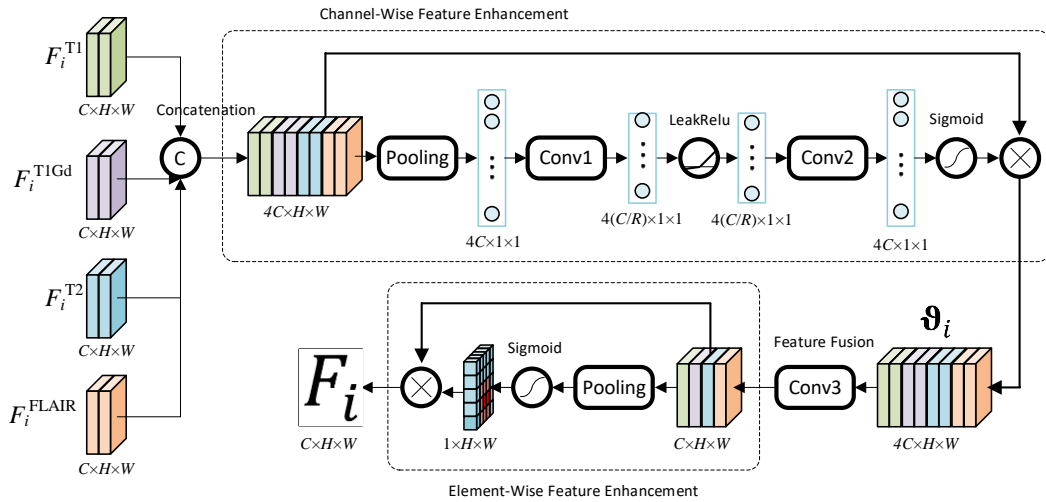 Channel-Wise Feature Enhancement
F_i^T1
C×H×W
Concatenation
C
F_i^T1Gd
C×H×W
4C×H×W
Pooling
4C×1×1
Conv1
4(C/R)×1×1
LeakRelu
4(C/R)×1×1
Conv2
4C×1×1
Sigmoid
F_i^T2
C×H×W
F_i^FLAIR
C×H×W
ϑ_i
4C×H×W
Feature Fusion
Conv3
C×H×W
Pooling
Sigmoid
1×H×W
F_i
C×H×W
Element-Wise Feature Enhancement